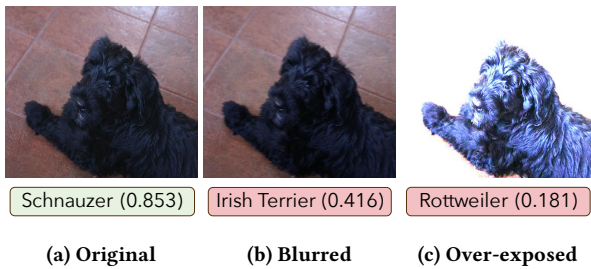 Schnauzer (0.853)
Irish Terrier (0.416)
Rottweiler (0.181)
(a) Original
(b) Blurred
(c) Over-exposed